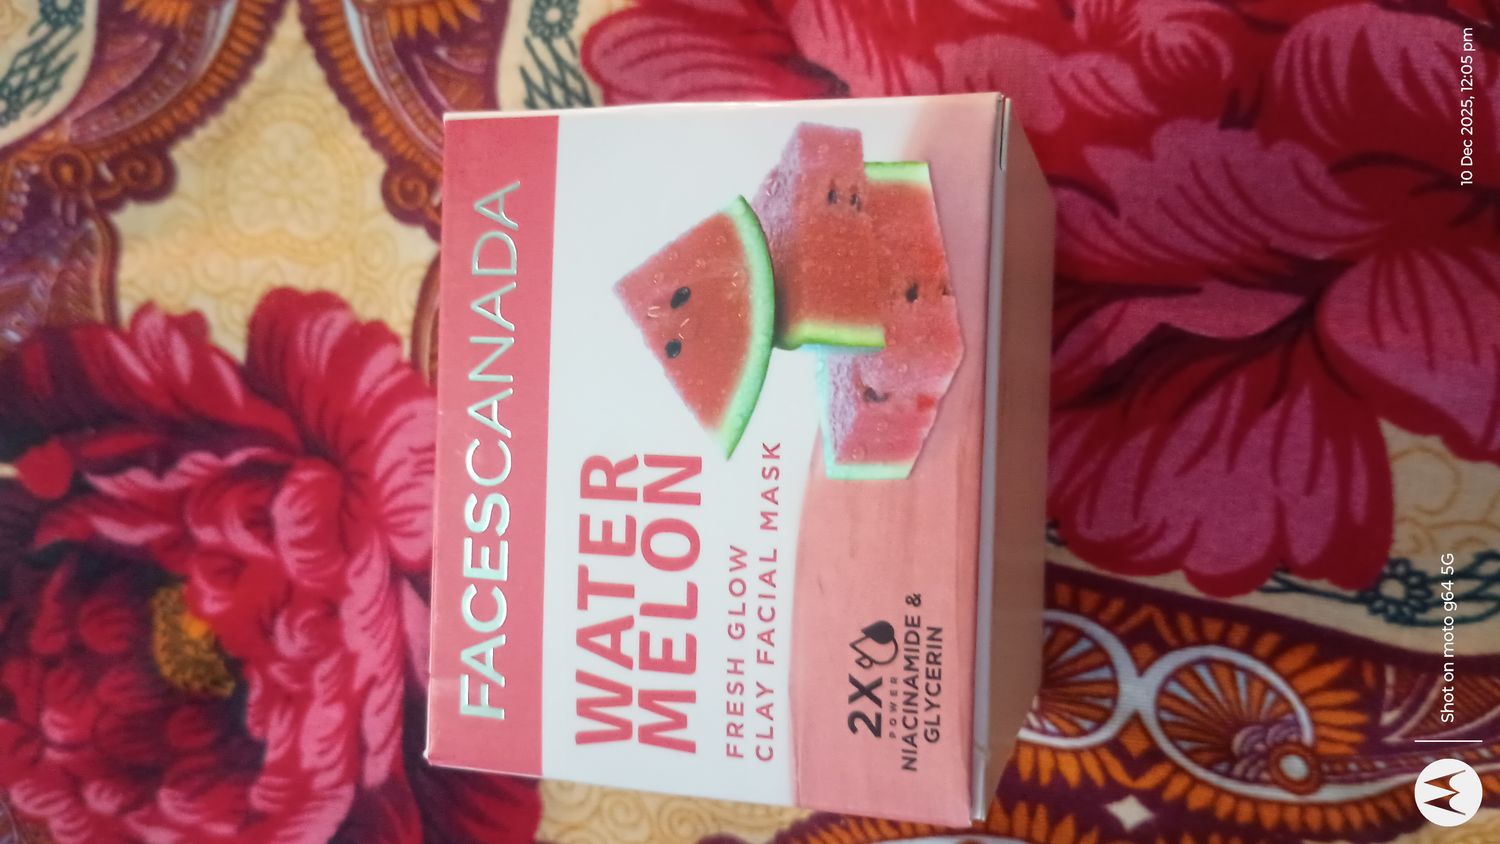 FACESCANADA
WATER
MELON
FRESH GLOW
CLAY FACIAL MASK
2X
POWER
NIACINAMIDE &
GLYCERIN
Shot on moto g64 5G
10 Dec 2025, 12:05 pm